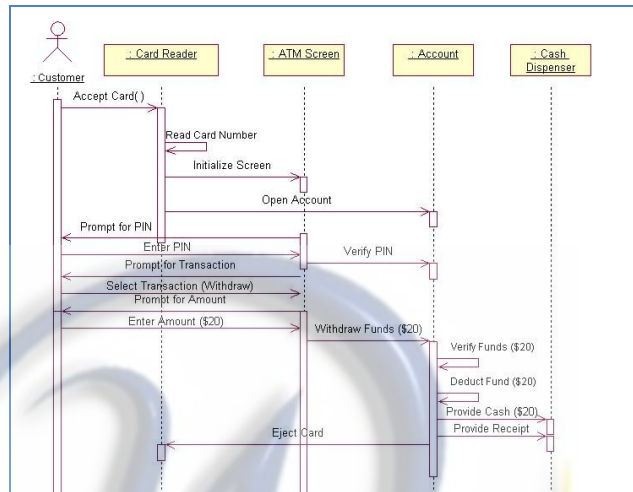 : Card Reader
: ATM Screen
: Account
: Cash
Dispenser
: Customer
Accept Card( )
Read Card Number
Initialize Screen
Open Account
Prompt for PIN
Enter PIN
Verify PIN
Prompt for Transaction
Select Transaction (Withdraw)
Prompt for Amount
Enter Amount ($20)
Withdraw Funds ($20)
Verify Funds ($20)
Deduct Fund ($20)
Provide Cash ($20)
Provide Receipt
Eject Card